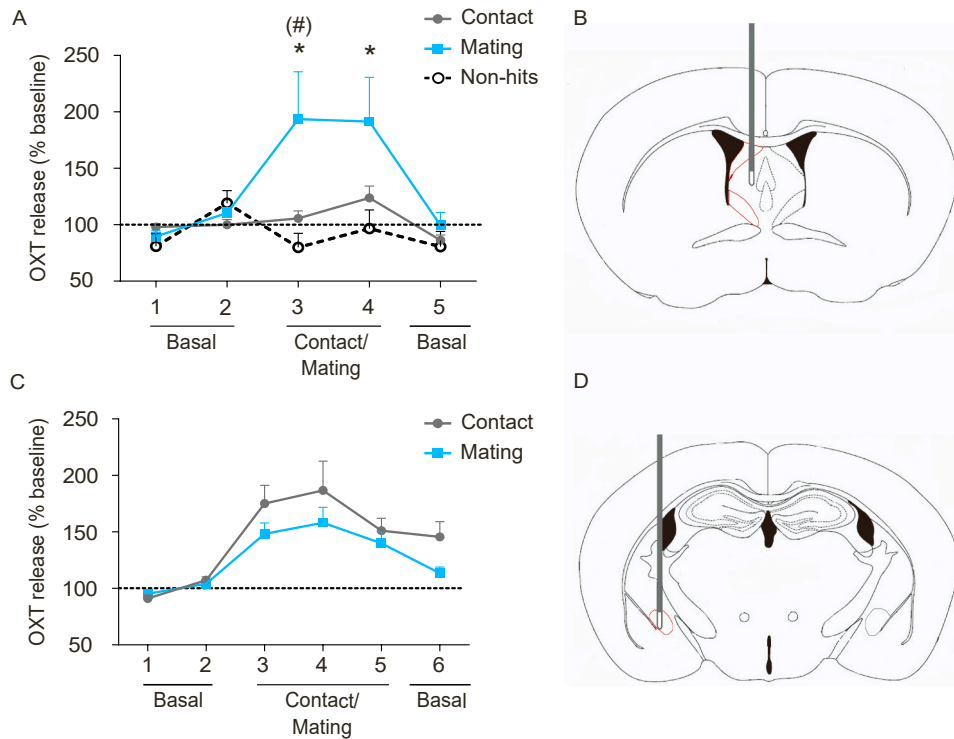 A
(#)
*
*
Contact
Mating
Non-hits
OXT release (% baseline)
250
200
150
100
50
1
2
3
4
5
Basal
Contact/
Mating
Basal
B
C
Contact
Mating
OXT release (% baseline)
250
200
150
100
50
1
2
3
4
5
6
Basal
Contact/
Mating
Basal
D